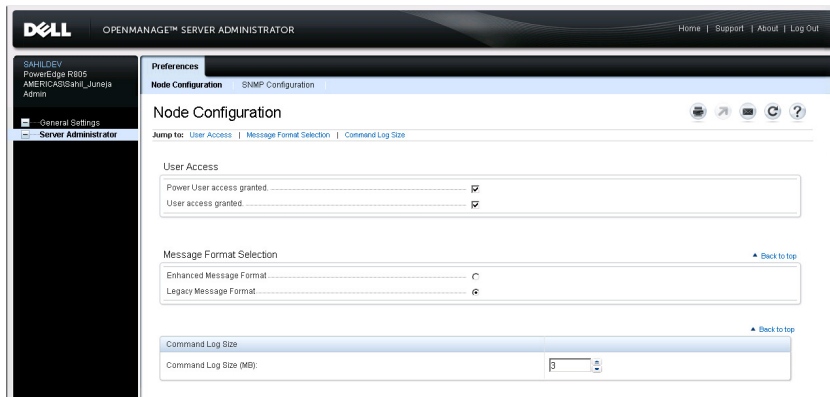 DELL
OPENMANAGE™ SERVER ADMINISTRATOR
Home | Support | About | Log Out
SAHILDEV
PowerEdge R805
AMERICAS\Sahil_Juneja
Admin
General Settings
Server Administrator
Preferences
Node Configuration SNMP Configuration
Node Configuration
?
Jump to: User Access | Message Format Selection | Command Log Size
User Access
Power User access granted
User access granted
Message Format Selection
Back to top
Enhanced Message Format
Legacy Message Format
Back to top
Command Log Size
Command Log Size (MB): 3